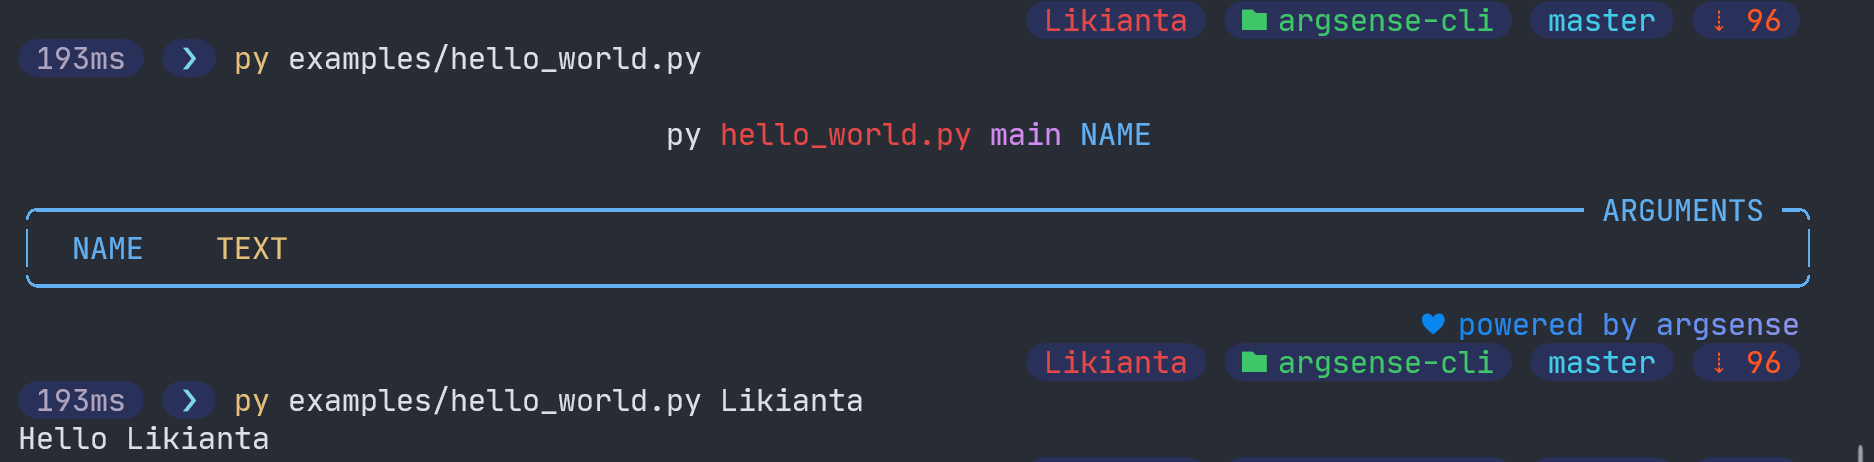 Likianta argsense-cli master ⇣ 96
193ms ❯ py examples/hello_world.py
py hello_world.py main NAME
ARGUMENTS
NAME TEXT
powered by argsense
Likianta argsense-cli master ⇣ 96
193ms ❯ py examples/hello_world.py Likianta
Hello Likianta